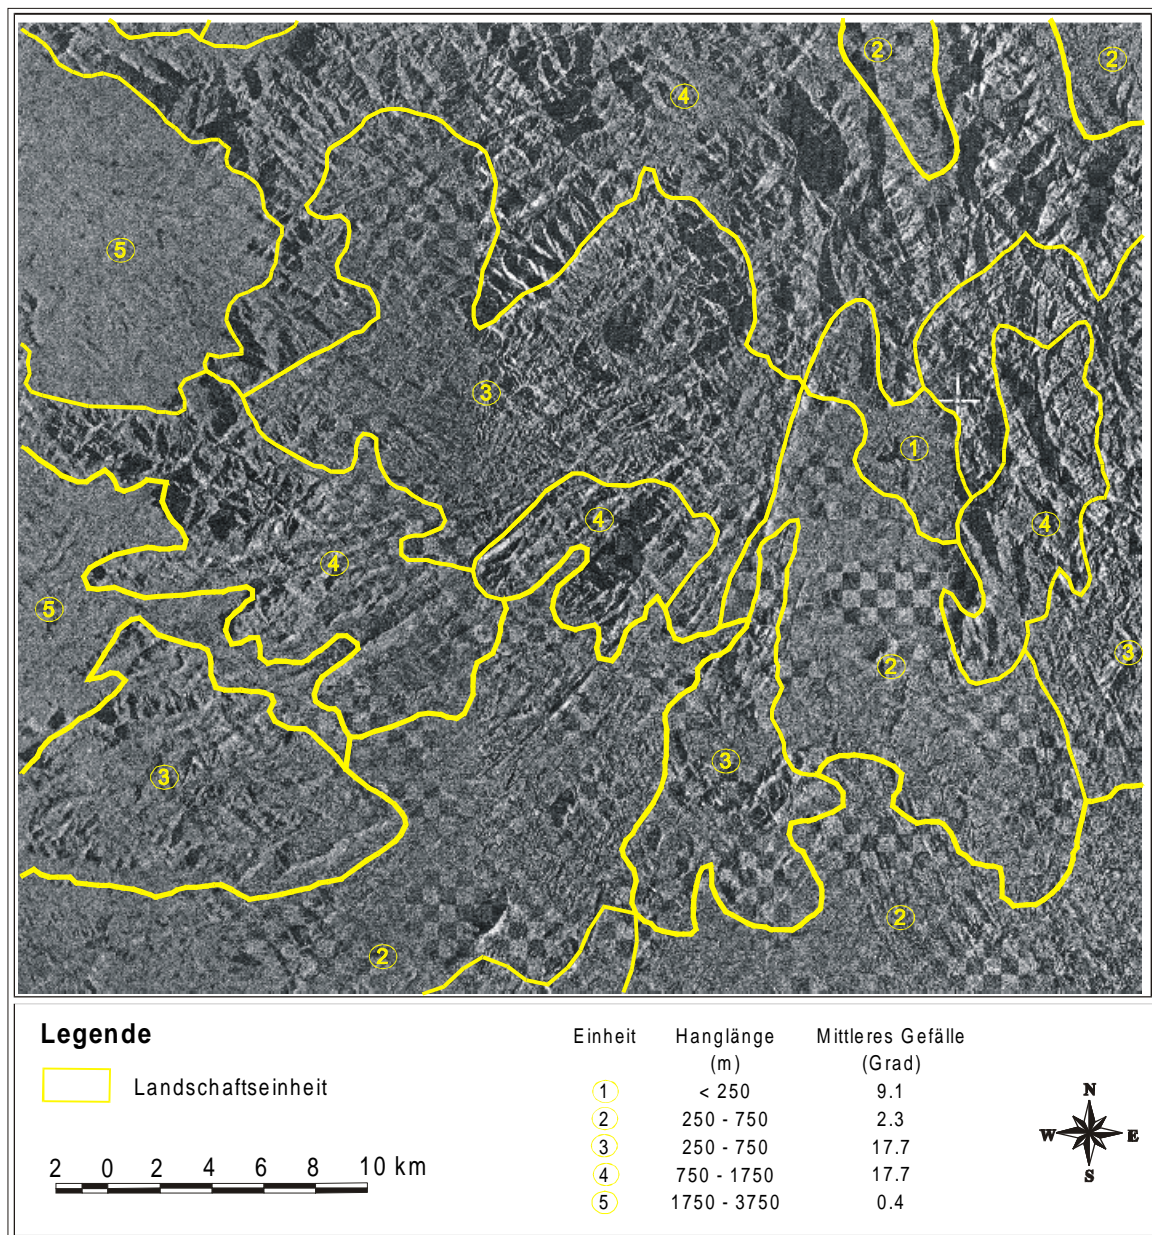 2
2
4
5
3
1
4
4
4
5
3
2
3
3
2
2
Legende
Landschaftseinheit
2 0 2 4 6 8 10 km
Einheit Hanglänge Mittleres Gefälle
(m) (Grad)
1 < 250 9.1
2 250 - 750 2.3
3 250 - 750 17.7
4 750 - 1750 17.7
5 1750 - 3750 0.4
N
W E
S